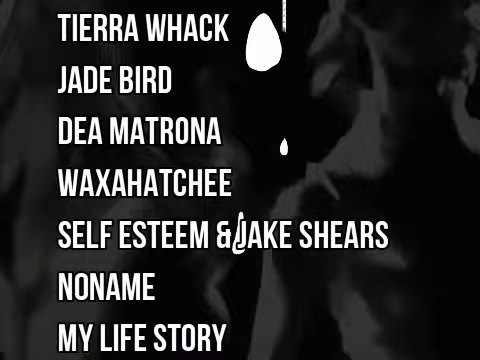 TIERRA WHACK
JADE BIRD
DEA MATRONA
WAXAHATCHEE
SELF ESTEEM & JAKE SHEARS
NONAME
MY LIFE STORY